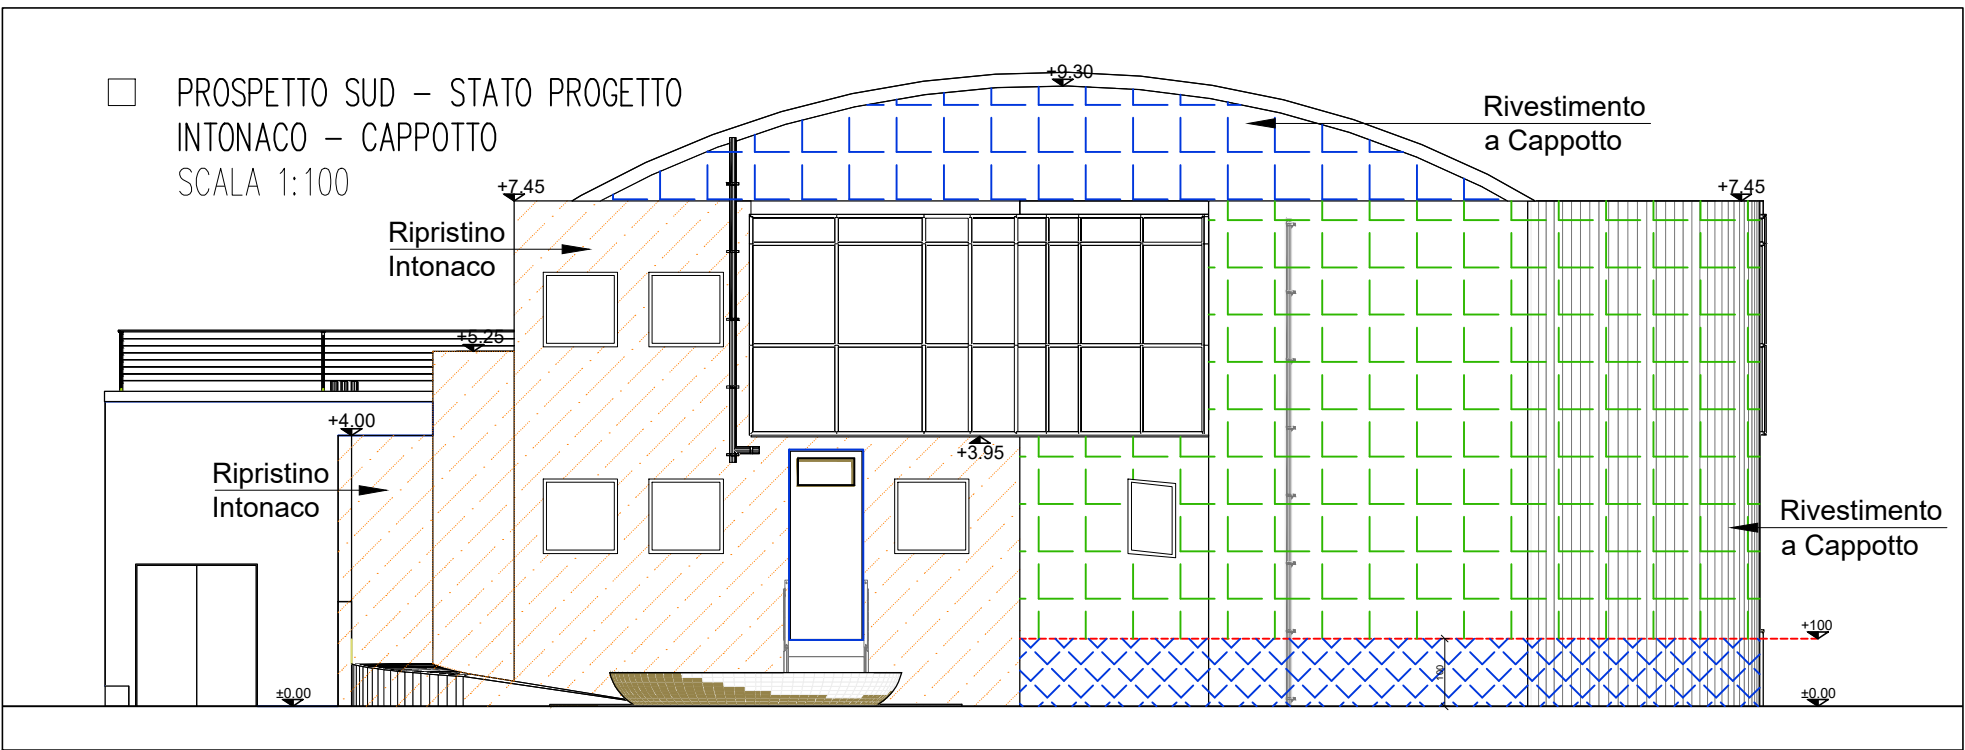 PROSPETTO SUD – STATO PROGETTO
INTONACO – CAPPOTTO
SCALA 1:100
+9.30
Rivestimento
a Cappotto
+7.45
+7.45
Ripristino
Intonaco
+5.25
+4.00
+3.95
Ripristino
Intonaco
Rivestimento
a Cappotto
+100
100
±0.00
±0.00